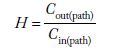 H = C_out(path) / C_in(path)